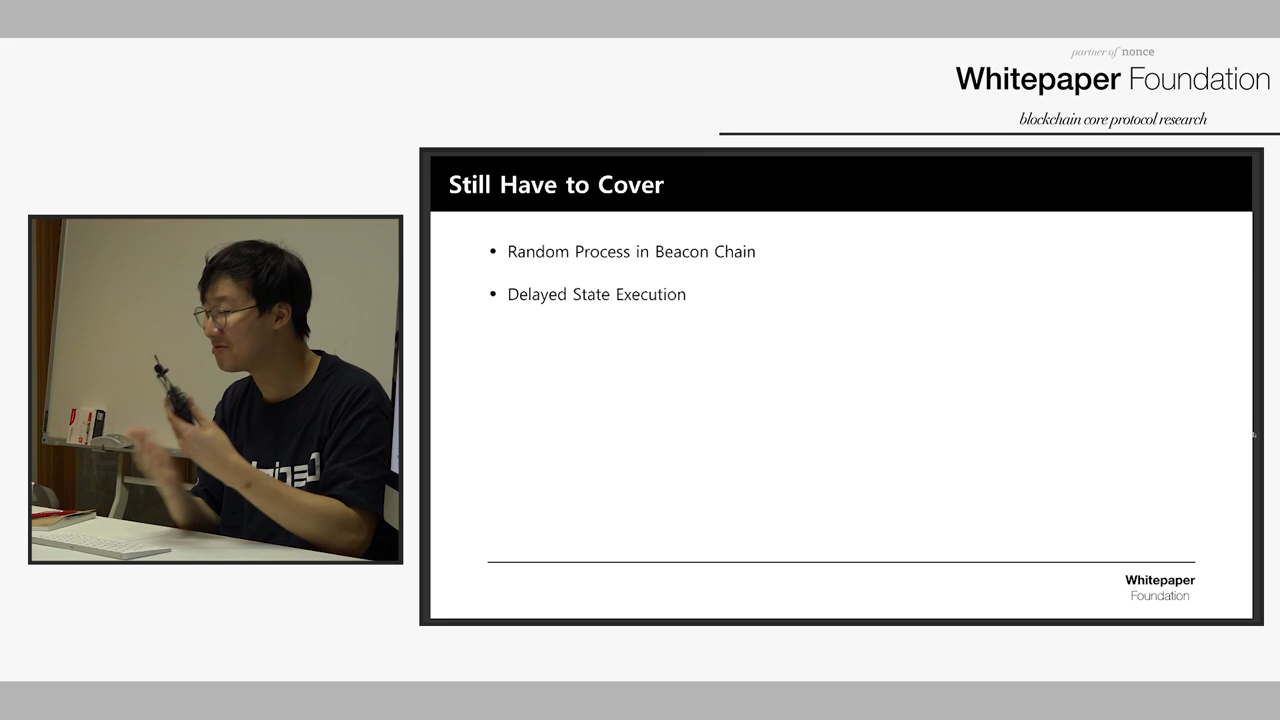 partner of nonce
Whitepaper Foundation
blockchain core protocol research
Still Have to Cover
• Random Process in Beacon Chain
• Delayed State Execution
Whitepaper
Foundation